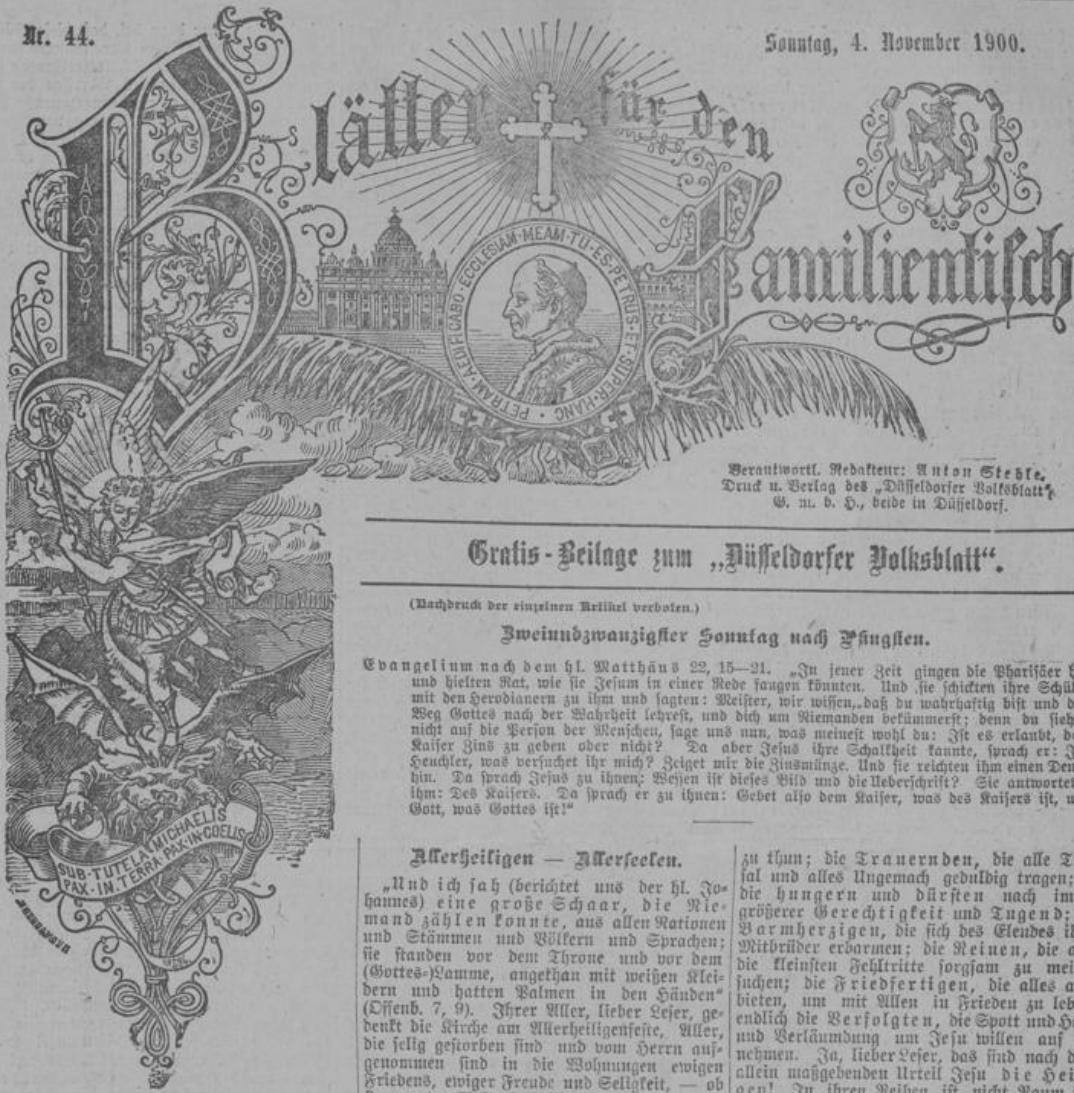 Nr. 44.
Sonntag, 4. November 1900.
Blätter für den
Familientisch
PETRAM·AEDIFICABO·ECCLESIAM·MEAM·TU·ES·PETRUS·ET·SUPER·HANC·
Verantwortl. Redakteur: Anton Stehle.
Druck u. Verlag des „Düsseldorfer Volksblatt“,
G. m. b. H., beide in Düsseldorf.
Gratis-Beilage zum „Düsseldorfer Volksblatt“.
(Nachdruck der einzelnen Artikel verboten.)
Zweiundzwanzigster Sonntag nach Pfingsten.
Evangelium nach dem hl. Matthäus 22, 15—21. „In jener Zeit gingen die Pharisäer
und hielten Rat, wie sie Jesum in einer Rede fangen könnten. Und sie schickten ihre Schül
mit den Herodianern zu ihm und sagten: Meister, wir wissen, daß du wahrhaftig bist und d
Weg Gottes nach der Wahrheit lehrest, und dich um Niemanden bekümmerst; denn du sieh
nicht auf die Person der Menschen, sage uns nun, was meinest wohl du: Ist es erlaubt, de
Kaiser Zins zu geben oder nicht? Da aber Jesus ihre Schalkheit kannte, sprach er: I
Heuchler, was versuchet ihr mich? Zeiget mir die Zinsmünze. Und sie reichten ihm einen Den
hin. Da sprach Jesus zu ihnen: Wessen ist dieses Bild und die Ueberschrift? Sie antwortet
ihm: Des Kaisers. Da sprach er zu ihnen: Gebet also dem Kaiser, was des Kaisers ist, u
Gott, was Gottes ist!“
SUB·TUTELA MICHAELIS
PAX·IN·TERRA·PAX·IN·COELIS
Allerheiligen — Allerseelen.
„Und ich sah (berichtet uns der hl. Jo-
hannes) eine große Schaar, die Nie-
mand zählen konnte, aus allen Nationen
und Stämmen und Völkern und Sprachen;
sie standen vor dem Throne und vor dem
(Gottes-)Lamme, angethan mit weißen Klei-
dern und hatten Palmen in den Händen“
(Offenb. 7, 9). Ihrer Aller, lieber Leser, ge-
denkt die Kirche am Allerheiligenfeste, Aller,
die selig gestorben sind und vom Herrn auf-
genommen sind in die Wohnungen ewigen
Friedens, ewiger Freude und Seligkeit, — ob
zu thun; die Trauernden, die alle T
sal und alles Ungemach geduldig tragen;
die hungern und dürsten nach im
größerer Gerechtigkeit und Tugend;
Barmherzigen, die sich des Elendes ih
Mitbrüder erbarmen; die Reinen, die a
die kleinsten Fehltritte sorgsam zu mei
suchen; die Friedfertigen, die alles a
bieten, um mit Allen in Frieden zu leb
endlich die Verfolgten, die Spott und H
und Verläumdung um Jesu willen auf
nehmen. Ja, lieber Leser, das sind nach d
allein maßgebenden Urteil Jesu die Hei
gen! In ihren Reihen ist nicht Raum